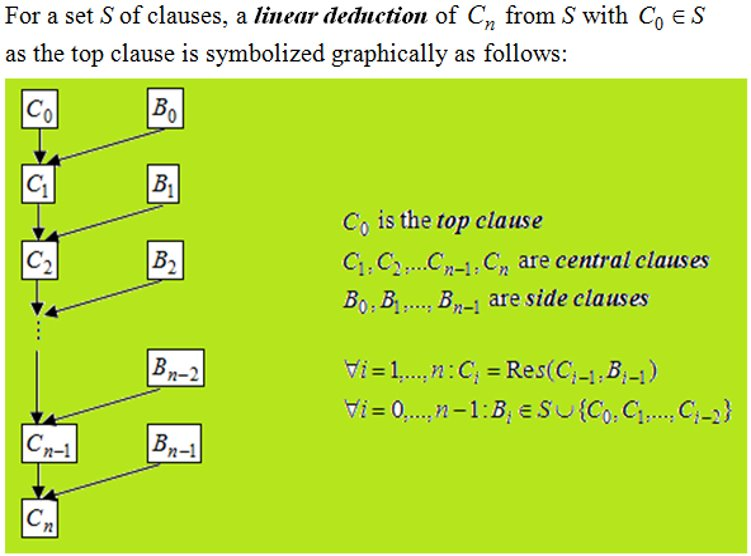 For a set S of clauses, a linear deduction of Cₙ from S with C₀ ∈ S
as the top clause is symbolized graphically as follows:
C₀ B₀
C₁ B₁
C₂ B₂
⋮
Bₙ₋₂
Cₙ₋₁ Bₙ₋₁
Cₙ
C₀ is the top clause
C₁, C₂,...Cₙ₋₁, Cₙ are central clauses
B₀, B₁,..., Bₙ₋₁ are side clauses
∀i = 1,...,n : Cᵢ = Res(Cᵢ₋₁, Bᵢ₋₁)
∀i = 0,...,n−1: Bᵢ ∈ S ∪ {C₀, C₁,..., Cᵢ₋₂}